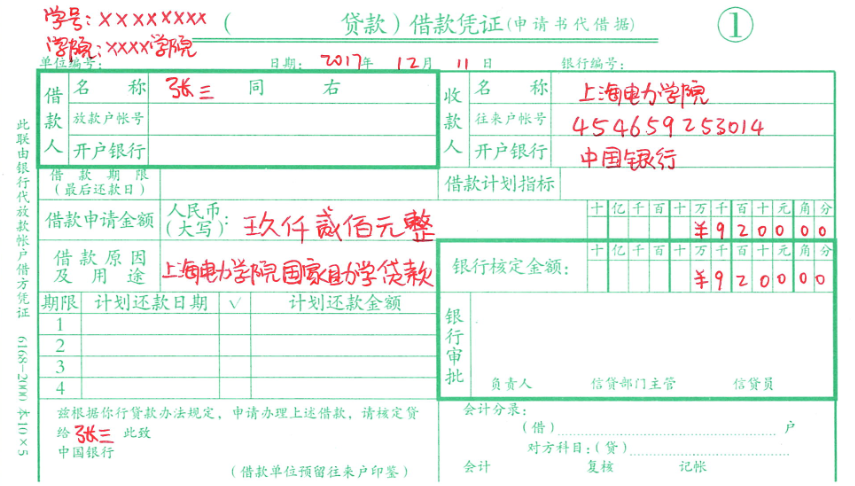 学号:XXXXXXXX
学院:XXXX学院
( 贷款)借款凭证(申请书代借据) ①
单位编号: 日期: 2017年 12月 11日 银行编号:
借款人 名称 张三 同右
放款户帐号
开户银行
收款人 名称 上海电力学院
往来户帐号 454659253014
开户银行 中国银行
借款期限(最后还款日)
借款计划指标
借款申请金额 人民币(大写): 玖仟贰佰元整
十亿千百十万千百十元角分
¥920000
借款原因及用途 上海电力学院国家助学贷款
银行核定金额:
十亿千百十万千百十元角分
¥920000
期限 计划还款日期 √ 计划还款金额
1
2
3
4
银行审批
负责人 信贷部门主管 信贷员
兹根据你行贷款办法规定,申请办理上述借款,请核定贷
给 张三 此致
中国银行
(借款单位预留往来户印鉴)
会计分录:
(借) 户
对方科目:(贷)
会计 复核 记帐
此联由银行代放款帐户借方凭证 6168-2000本10×5